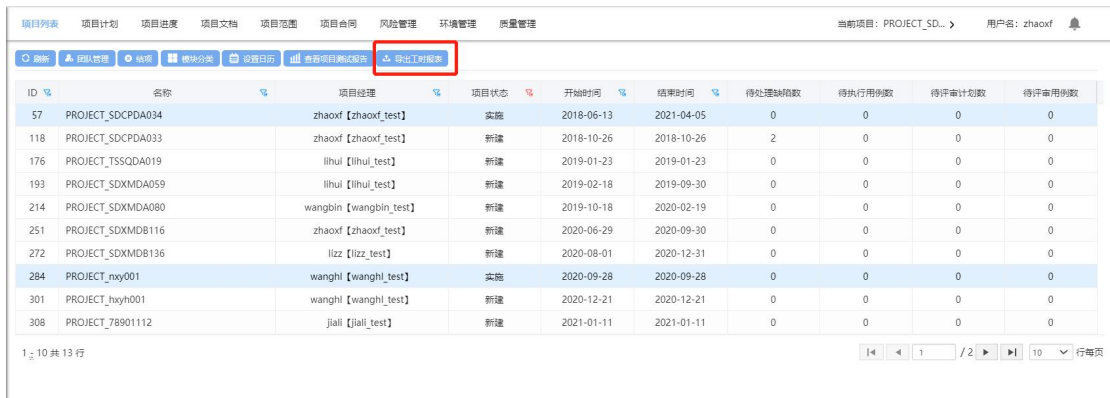 项目列表 项目计划 项目进度 项目文档 项目范围 项目合同 风险管理 环境管理 质量管理 当前项目: PROJECT_SD... 用户名: zhaoxf
刷新 团队管理 结项 模块分类 设置日历 查看项目测试报告 导出工时报表
ID 名称 项目经理 项目状态 开始时间 结束时间 待处理缺陷数 待执行用例数 待评审计划数 待评审用例数
57 PROJECT_SDCPDA034 zhaoxf【zhaoxf_test】 实施 2018-06-13 2021-04-05 0 0 0 0
118 PROJECT_SDCPDA033 zhaoxf【zhaoxf_test】 新建 2018-10-26 2018-10-26 2 0 0 0
176 PROJECT_TSSQDA019 lihui【lihui_test】 新建 2019-01-23 2019-01-23 0 0 0 0
193 PROJECT_SDXMDA059 lihui【lihui_test】 新建 2019-02-18 2019-09-30 0 0 0 0
214 PROJECT_SDXMDA080 wangbin【wangbin_test】 新建 2019-10-18 2020-02-19 0 0 0 0
251 PROJECT_SDXMDB116 zhaoxf【zhaoxf_test】 新建 2020-06-29 2020-09-30 0 0 0 0
272 PROJECT_SDXMDB136 lizz【lizz_test】 新建 2020-08-01 2020-12-31 0 0 0 0
284 PROJECT_nxy001 wanghl【wanghl_test】 实施 2020-09-28 2020-09-28 0 0 0 0
301 PROJECT_hxyh001 wanghl【wanghl_test】 新建 2020-12-21 2020-12-21 0 0 0 0
308 PROJECT_78901112 jiali【jiali_test】 新建 2021-01-11 2021-01-11 0 0 0 0
1 - 10 共 13 行 1 / 2 10 行每页